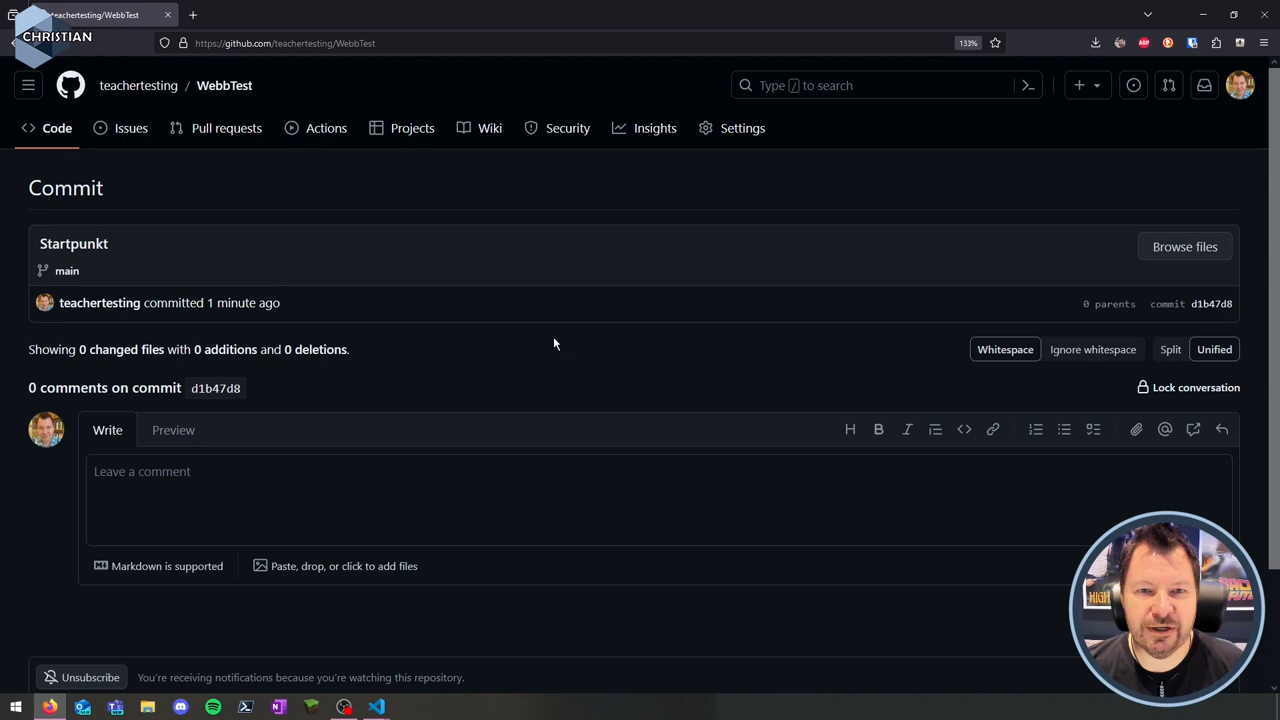 teachertesting/WebbTest
CHRISTIAN
https://github.com/teachertesting/WebbTest
133%
teachertesting / WebbTest
Type / to search
Code
Issues
Pull requests
Actions
Projects
Wiki
Security
Insights
Settings
Commit
Startpunkt
Browse files
main
teachertesting committed 1 minute ago
0 parents commit d1b47d8
Showing 0 changed files with 0 additions and 0 deletions.
Whitespace
Ignore whitespace
Split
Unified
0 comments on commit d1b47d8
Lock conversation
Write
Preview
Leave a comment
Markdown is supported
Paste, drop, or click to add files
Unsubscribe
You're receiving notifications because you're watching this repository.